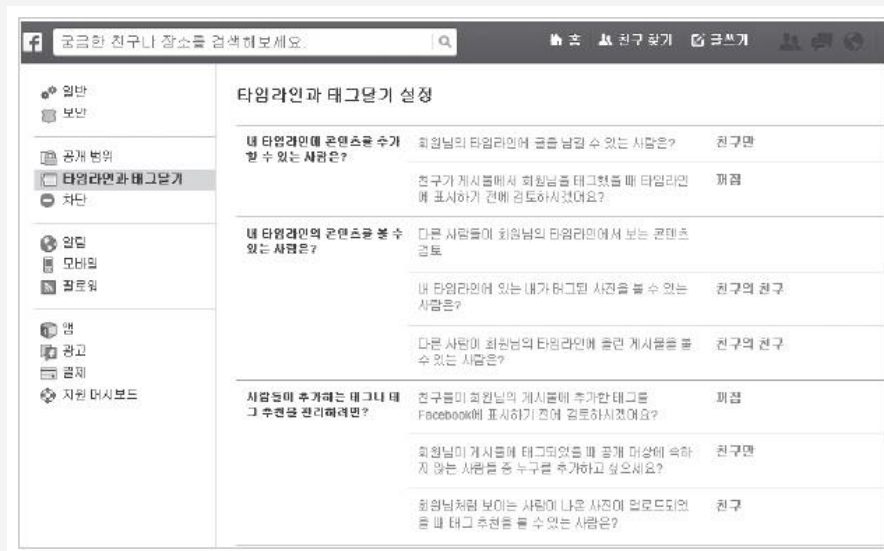 궁금한 친구나 장소를 검색해보세요.
홈 친구 찾기 글쓰기
일반
보안
공개 범위
타임라인과 태그달기
차단
알림
모바일
팔로워
앱
광고
결제
지원 대시보드
타임라인과 태그달기 설정
내 타임라인에 콘텐츠를 추가
할 수 있는 사람은?
회원님의 타임라인에 글을 남길 수 있는 사람은?
친구만
친구가 게시물에서 회원님을 태그했을 때 타임라인
에 표시하기 전에 검토하시겠어요?
꺼짐
내 타임라인의 콘텐츠를 볼 수
있는 사람은?
다른 사람들이 회원님의 타임라인에서 보는 콘텐츠
검토
내 타임라인에 있는 내가 태그된 사진을 볼 수 있는
사람은?
친구의 친구
다른 사람이 회원님의 타임라인에 올린 게시물을 볼
수 있는 사람은?
친구의 친구
사람들이 추가하는 태그나 태
그 추천을 관리하려면?
친구들이 회원님의 게시물에 추가한 태그를
Facebook에 표시하기 전에 검토하시겠어요?
꺼짐
회원님이 게시물에 태그되었을 때 공개 대상에 속하
지 않는 사람들 중 누구를 추가하고 싶으세요?
친구만
회원님처럼 보이는 사람이 나온 사진이 업로드되었
을 때 태그 추천을 볼 수 있는 사람은?
친구